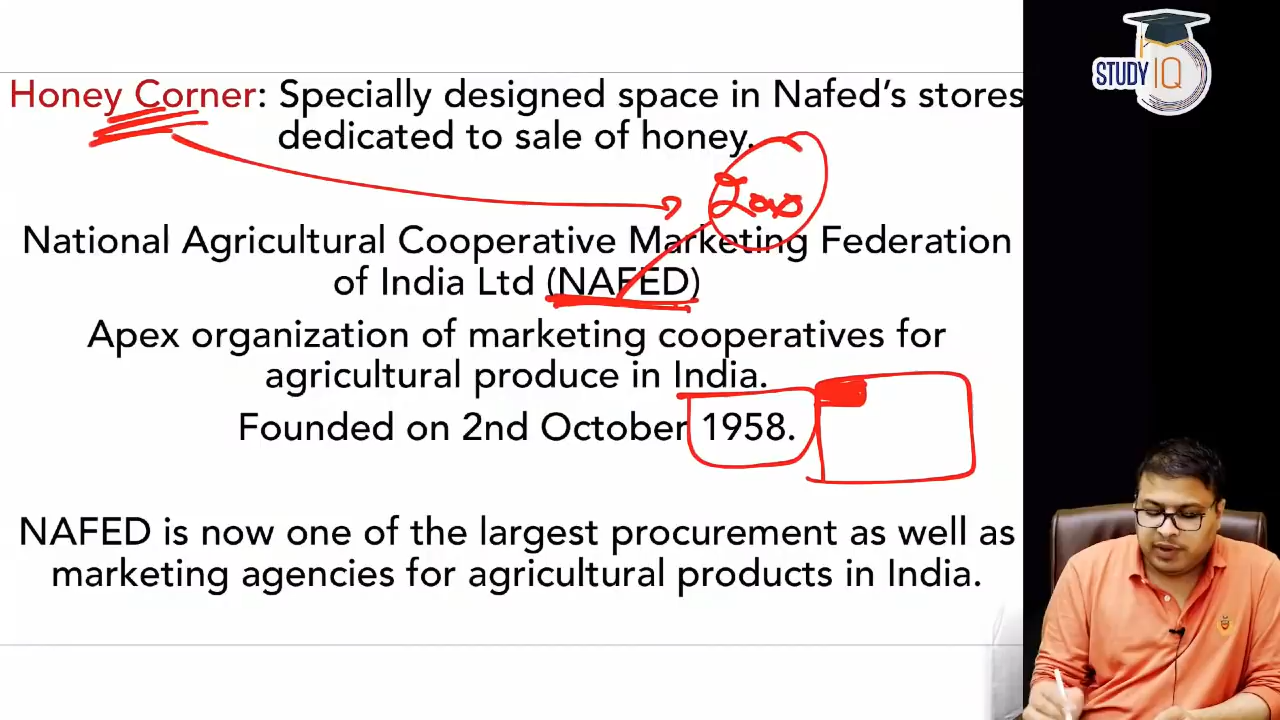 STUDY IQ
Honey Corner: Specially designed space in Nafed's stores
dedicated to sale of honey.
National Agricultural Cooperative Marketing Federation
of India Ltd (NAFED)
Apex organization of marketing cooperatives for
agricultural produce in India.
Founded on 2nd October 1958.
NAFED is now one of the largest procurement as well as
marketing agencies for agricultural products in India.